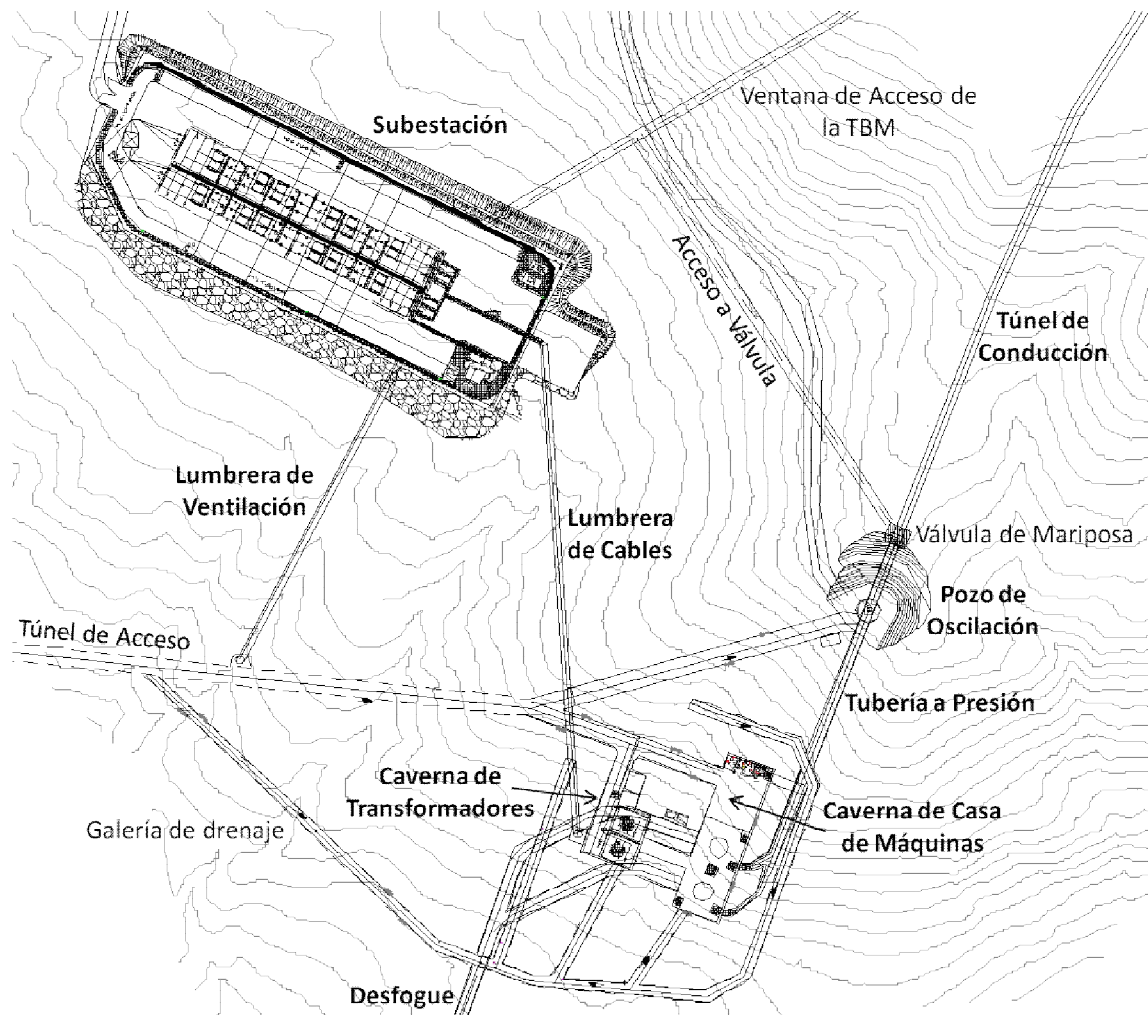 Subestación
Ventana de Acceso de
la TBM
Acceso a Válvula
Túnel de
Conducción
Lumbrera de
Ventilación
Lumbrera
de Cables
Válvula de Mariposa
Pozo de
Oscilación
Túnel de Acceso
Tubería a Presión
Caverna de
Transformadores
Caverna de Casa
de Máquinas
Galería de drenaje
Desfogue